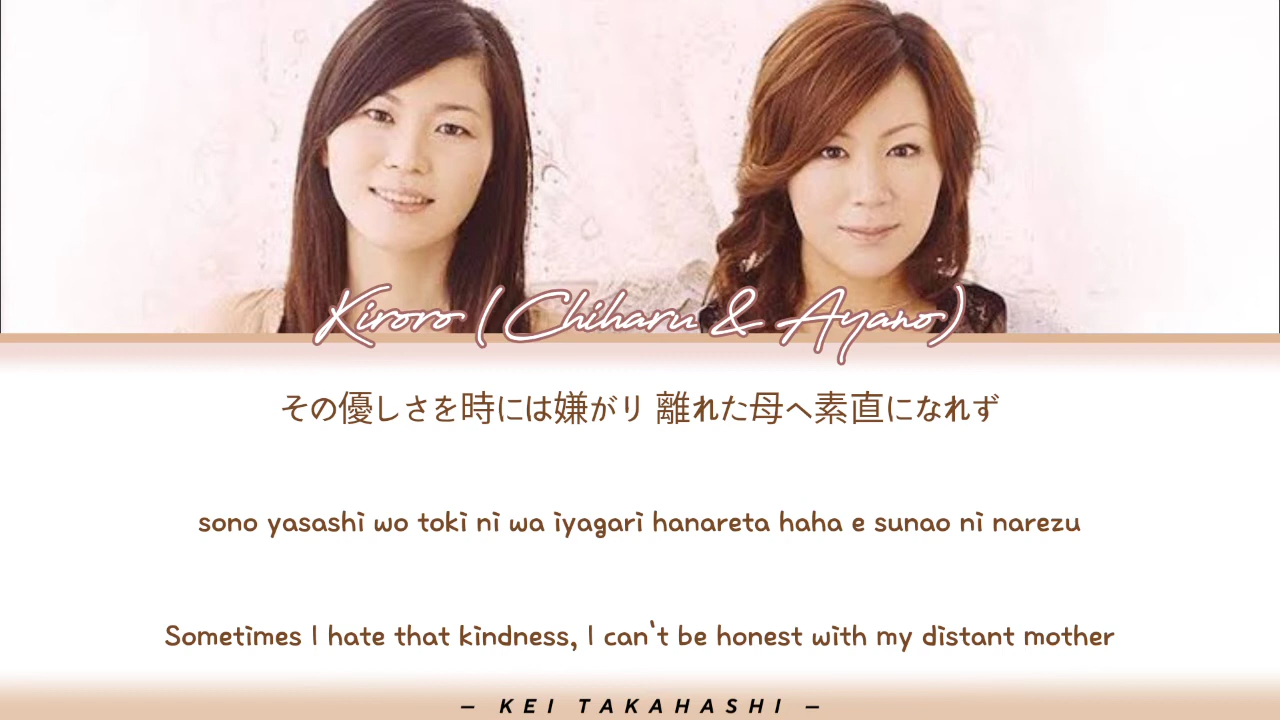 Kiroro (Chiharu & Ayano)
その優しさを時には嫌がり 離れた母へ素直になれず
sono yasashi wo toki ni wa iyagari hanareta haha e sunao ni narezu
Sometimes I hate that kindness, I can't be honest with my distant mother
– KEI TAKAHASHI –